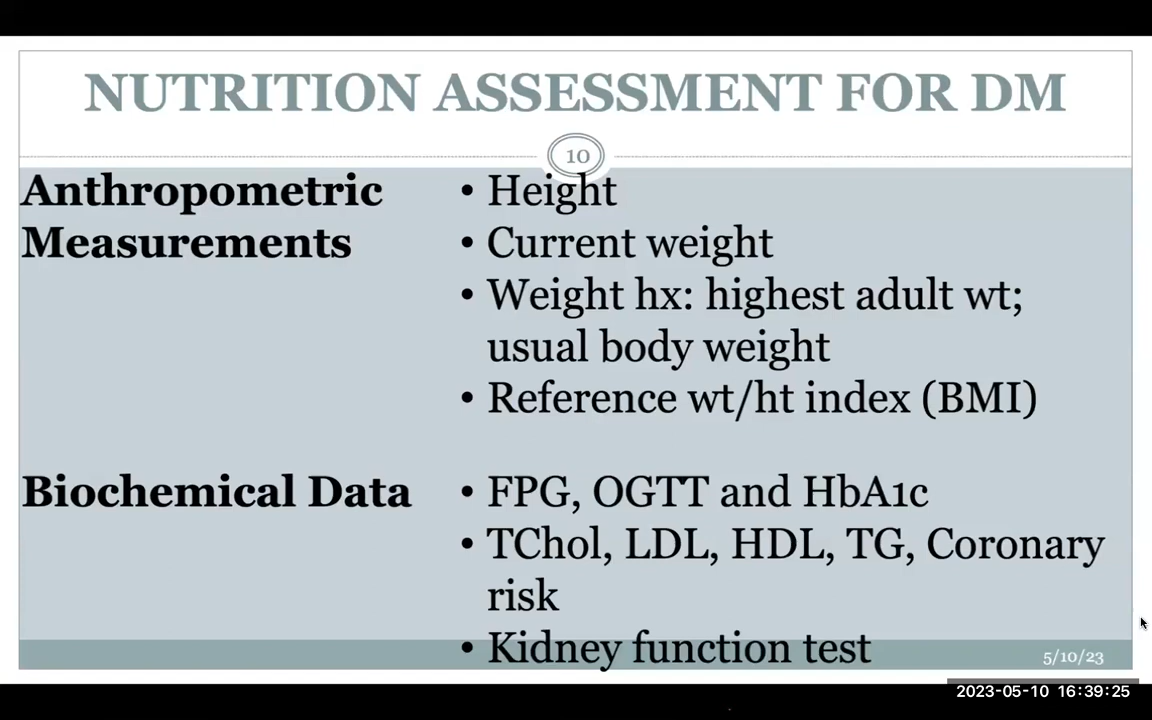 NUTRITION ASSESSMENT FOR DM
10
Anthropometric
Measurements
• Height
• Current weight
• Weight hx: highest adult wt;
usual body weight
• Reference wt/ht index (BMI)
Biochemical Data
• FPG, OGTT and HbA1c
• TChol, LDL, HDL, TG, Coronary
risk
• Kidney function test
5/10/23
2023-05-10 16:39:25